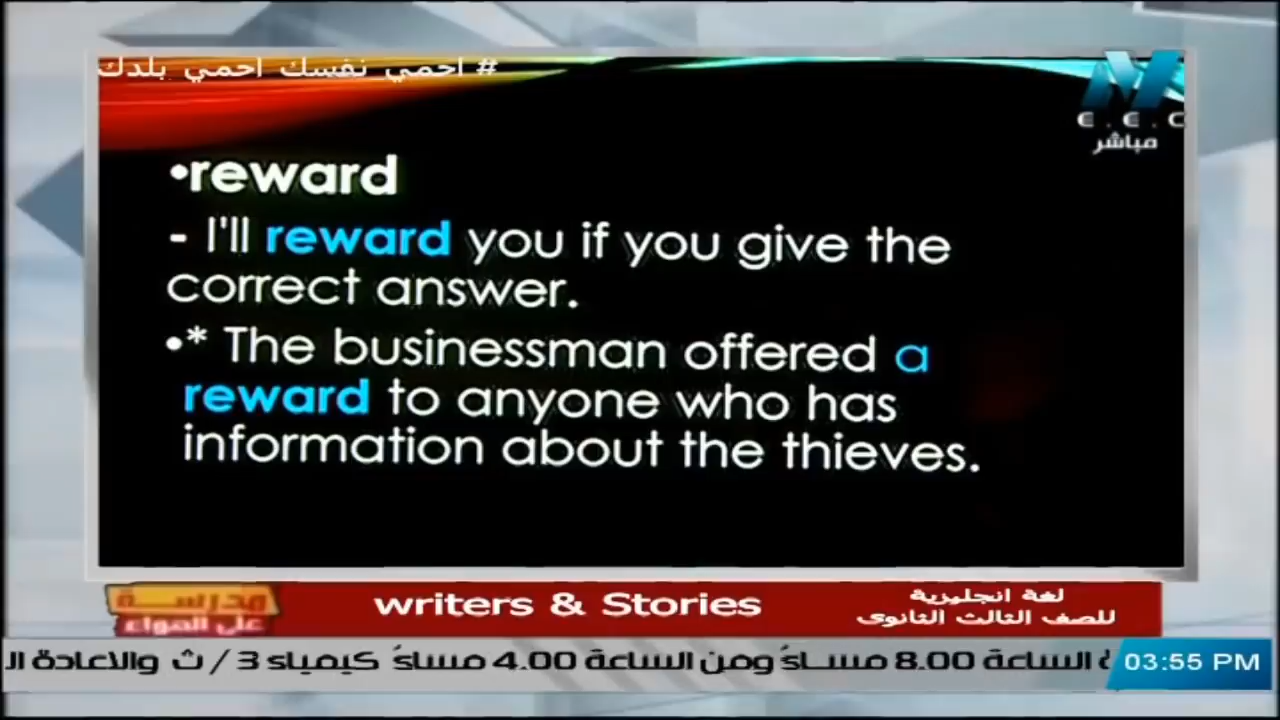 # احمي نفسك احمي بلدك
e.e.c
مباشر
•reward
- I'll reward you if you give the
correct answer.
•* The businessman offered a
reward to anyone who has
information about the thieves.
مدرسة
على الهواء
writers & Stories
لغة انجليزية
للصف الثالث الثانوى
الساعة 8.00 مساءً ومن الساعة 4.00 مساءً كيمياء 3 / ث والاعادة
03:55 PM